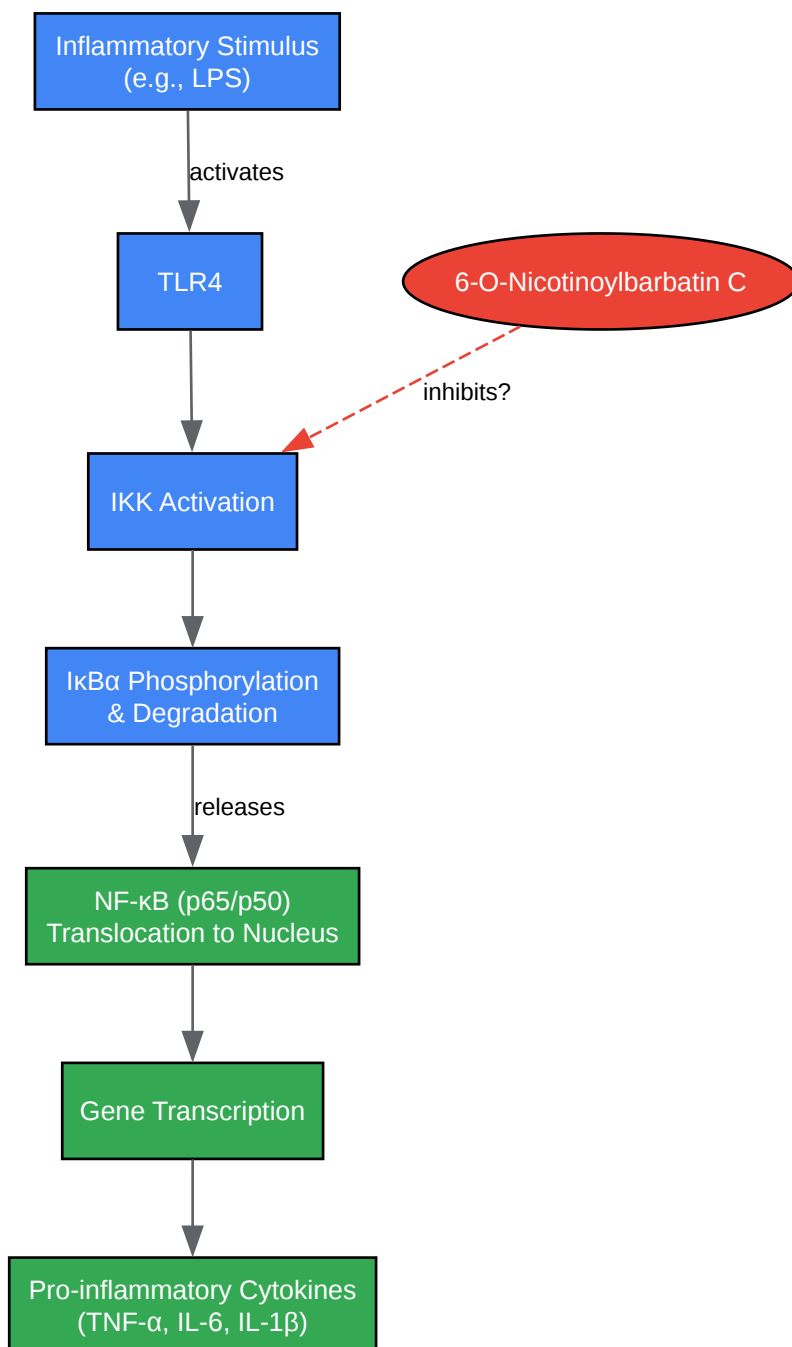 Inflammatory Stimulus
(e.g., LPS)
activates
TLR4
6-O-Nicotinoylbarbatin C
inhibits?
IKK Activation
IκBα Phosphorylation
& Degradation
releases
NF-κB (p65/p50)
Translocation to Nucleus
Gene Transcription
Pro-inflammatory Cytokines
(TNF-α, IL-6, IL-1β)